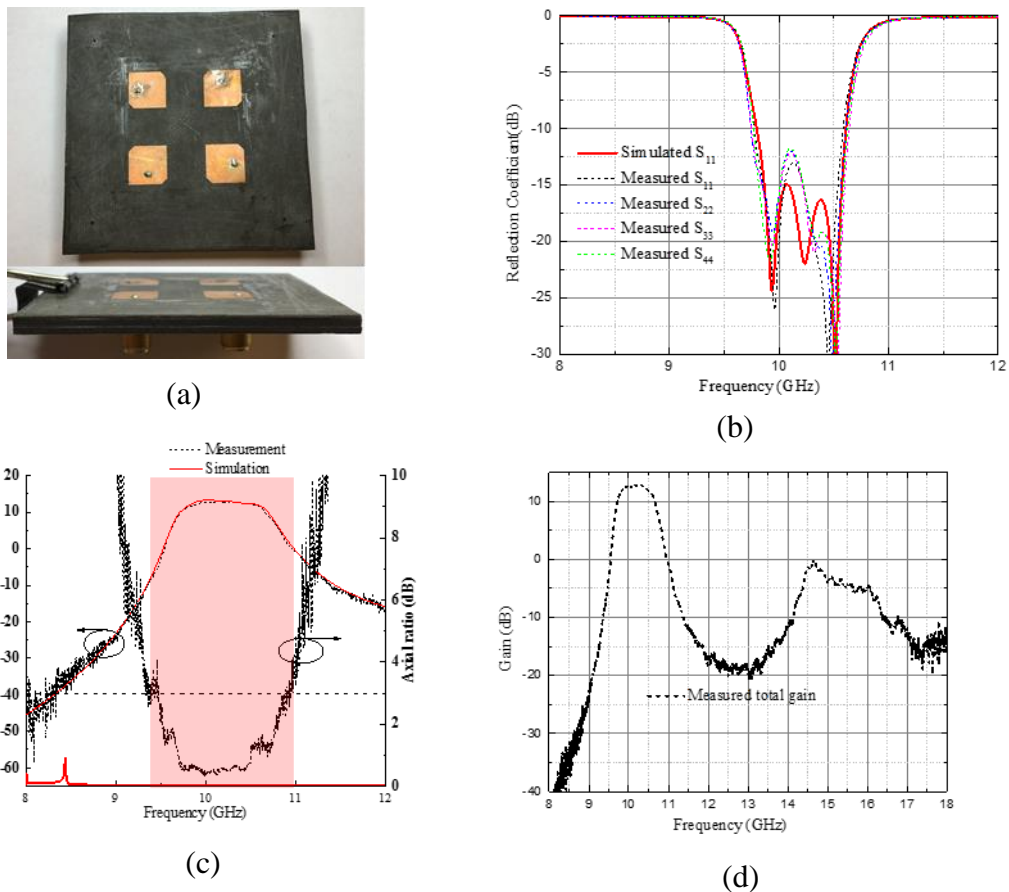 (a)
0
-5
-10
-15
-20
-25
-30
Reflection Coefficient(dB)
Simulated S11
Measured S11
Measured S22
Measured S33
Measured S44
8 9 10 11 12
Frequency (GHz)
(b)
Measurement
Simulation
20
10
0
-10
-20
-30
-40
-50
-60
10
8
6
4
2
0
Axial ratio (dB)
8 9 10 11 12
Frequency (GHz)
(c)
10
0
-10
-20
-30
-40
Gain (dB)
Measured total gain
8 9 10 11 12 13 14 15 16 17 18
Frequency (GHz)
(d)